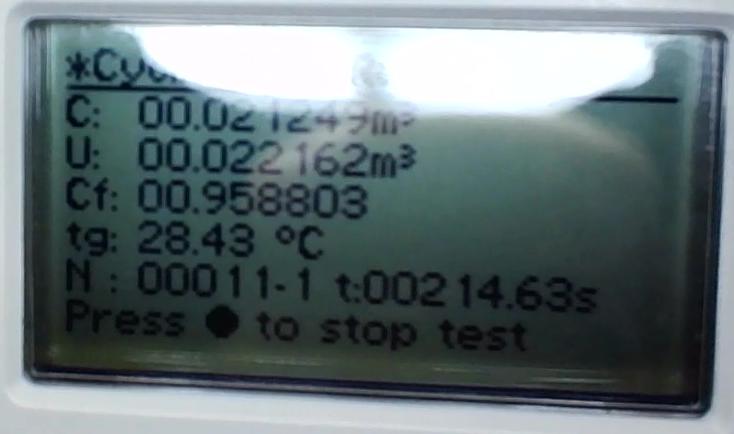 C: 00.021249m³
U: 00.022162m³
Cf: 00.958803
tg: 28.43 °C
N : 00011-1 t:00214.63s
Press ● to stop test